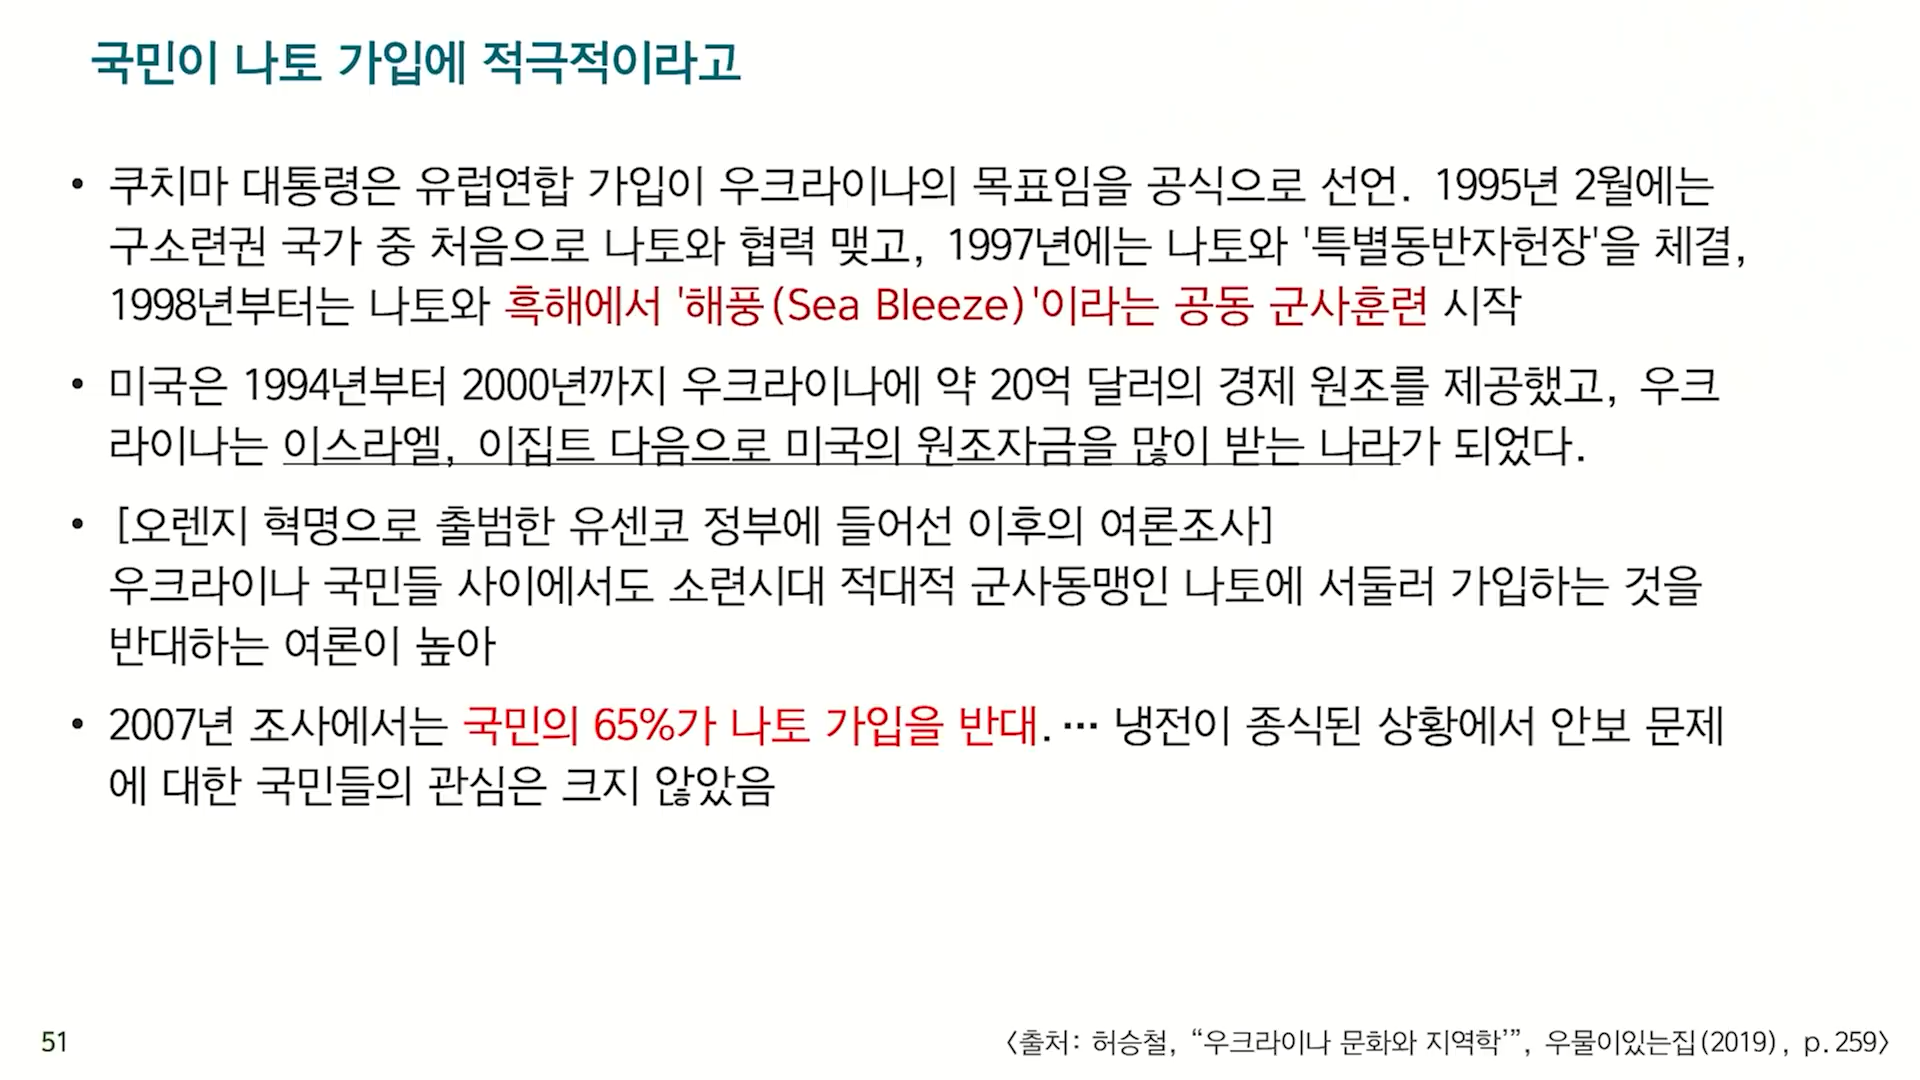 국민이 나토 가입에 적극적이라고
• 쿠치마 대통령은 유럽연합 가입이 우크라이나의 목표임을 공식으로 선언. 1995년 2월에는
구소련권 국가 중 처음으로 나토와 협력 맺고, 1997년에는 나토와 '특별동반자헌장'을 체결,
1998년부터는 나토와 흑해에서 '해풍(Sea Bleeze)'이라는 공동 군사훈련 시작
• 미국은 1994년부터 2000년까지 우크라이나에 약 20억 달러의 경제 원조를 제공했고, 우크
라이나는 이스라엘, 이집트 다음으로 미국의 원조자금을 많이 받는 나라가 되었다.
• [오렌지 혁명으로 출범한 유센코 정부에 들어선 이후의 여론조사]
우크라이나 국민들 사이에서도 소련시대 적대적 군사동맹인 나토에 서둘러 가입하는 것을
반대하는 여론이 높아
• 2007년 조사에서는 국민의 65%가 나토 가입을 반대. … 냉전이 종식된 상황에서 안보 문제
에 대한 국민들의 관심은 크지 않았음
51
<출처: 허승철, “우크라이나 문화와 지역학’”, 우물이있는집(2019), p.259>